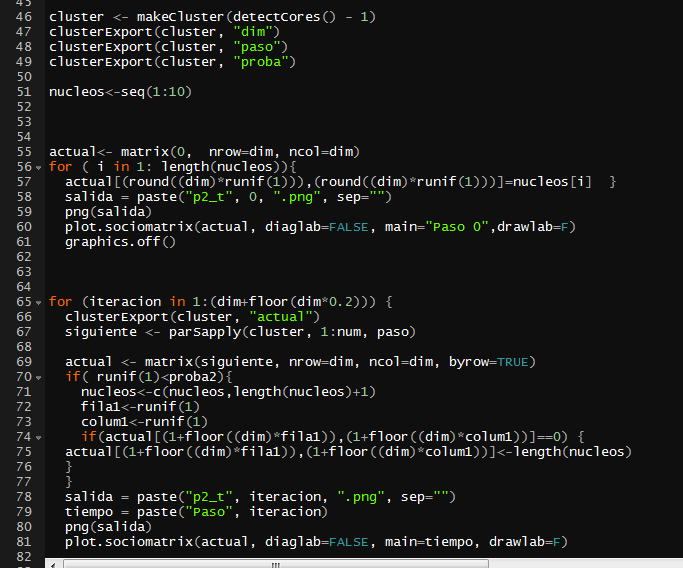 45
46 cluster <- makeCluster(detectCores() - 1)
47 clusterExport(cluster, "dim")
48 clusterExport(cluster, "paso")
49 clusterExport(cluster, "proba")
50
51 nucleos<-seq(1:10)
52
53
54
55 actual<- matrix(0,  nrow=dim, ncol=dim)
56 for ( i in 1: length(nucleos)){
57   actual[(round((dim)*runif(1))),(round((dim)*runif(1)))]=nucleos[i]  }
58   salida = paste("p2_t", 0, ".png", sep="")
59   png(salida)
60   plot.sociomatrix(actual, diaglab=FALSE, main="Paso 0",drawlab=F)
61   graphics.off()
62
63
64
65 for (iteracion in 1:(dim+floor(dim*0.2))) {
66   clusterExport(cluster, "actual")
67   siguiente <- parSapply(cluster, 1:num, paso)
68
69   actual <- matrix(siguiente, nrow=dim, ncol=dim, byrow=TRUE)
70   if( runif(1)<proba2){
71     nucleos<-c(nucleos,length(nucleos)+1)
72     fila1<-runif(1)
73     colum1<-runif(1)
74     if(actual[(1+floor((dim)*fila1)),(1+floor((dim)*colum1))]==0) {
75   actual[(1+floor((dim)*fila1)),(1+floor((dim)*colum1))]<-length(nucleos)
76   }
77   }
78   salida = paste("p2_t", iteracion, ".png", sep="")
79   tiempo = paste("Paso", iteracion)
80   png(salida)
81   plot.sociomatrix(actual, diaglab=FALSE, main=tiempo, drawlab=F)
82